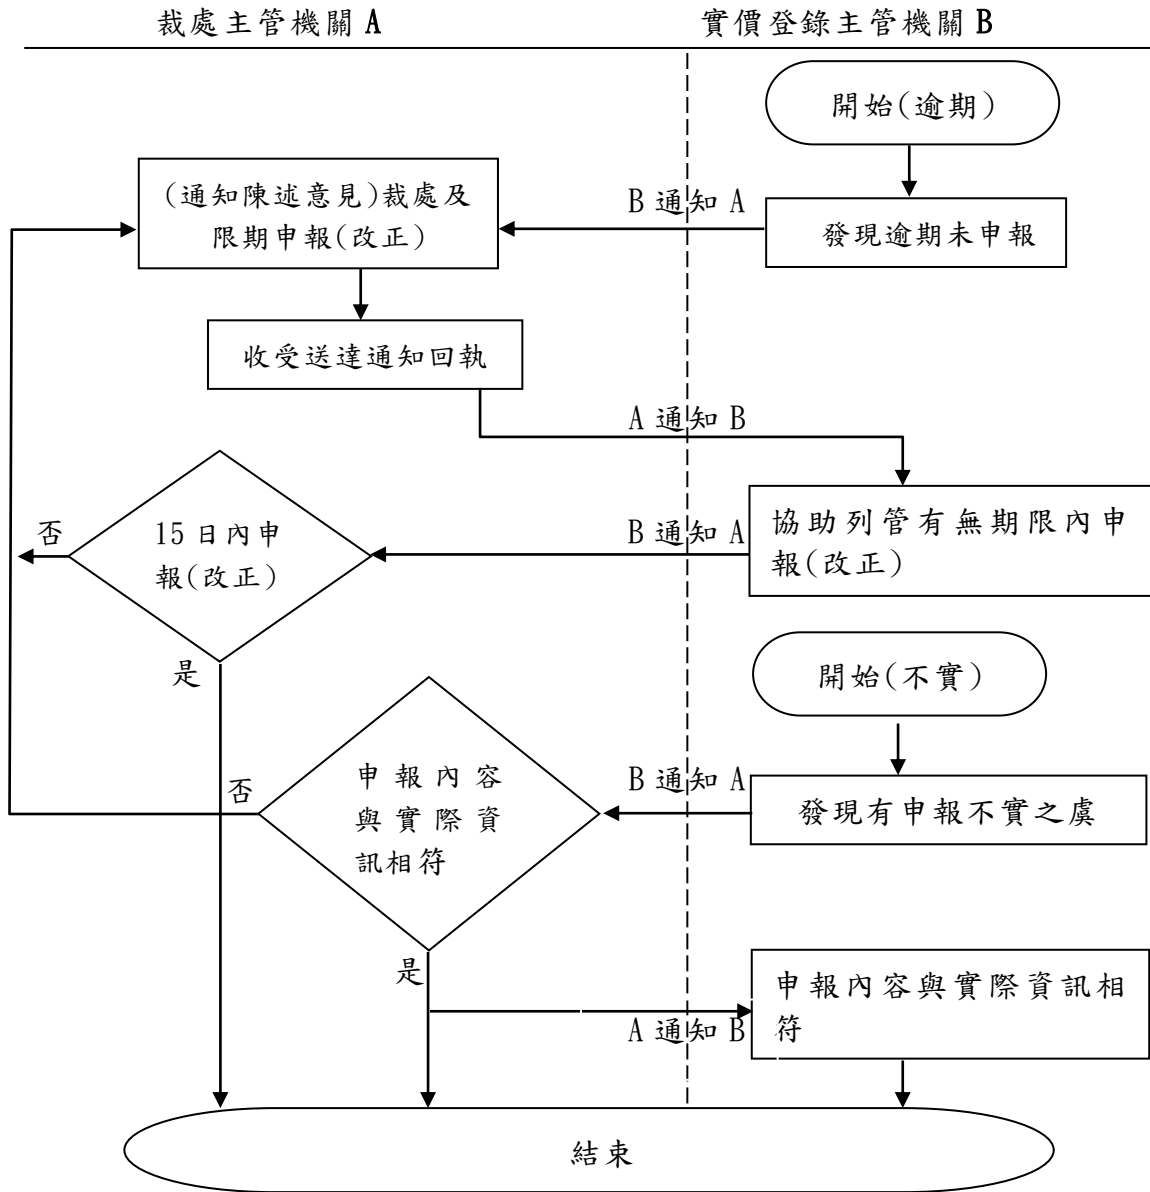 裁處主管機關 A
實價登錄主管機關 B
開始(逾期)
(通知陳述意見)裁處及
限期申報(改正)
B 通知 A
發現逾期未申報
收受送達通知回執
A 通知 B
15 日內申
報(改正)
否
是
B 通知 A
協助列管有無期限內申
報(改正)
開始(不實)
申報內容
與實際資
訊相符
否
是
B 通知 A
發現有申報不實之虞
A 通知 B
申報內容與實際資訊相
符
結束